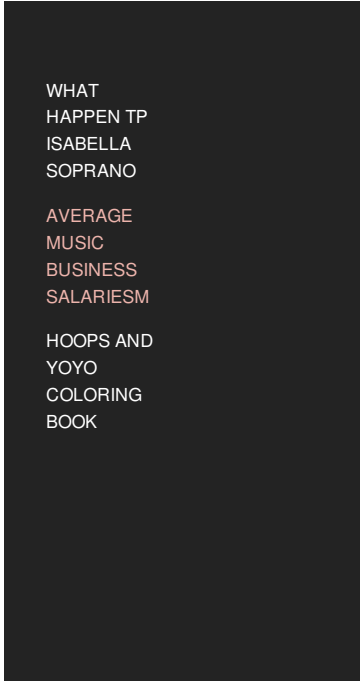 WHAT
HAPPEN TP
ISABELLA
SOPRANO
AVERAGE
MUSIC
BUSINESS
SALARIESM
HOOPS AND
YOYO
COLORING
BOOK